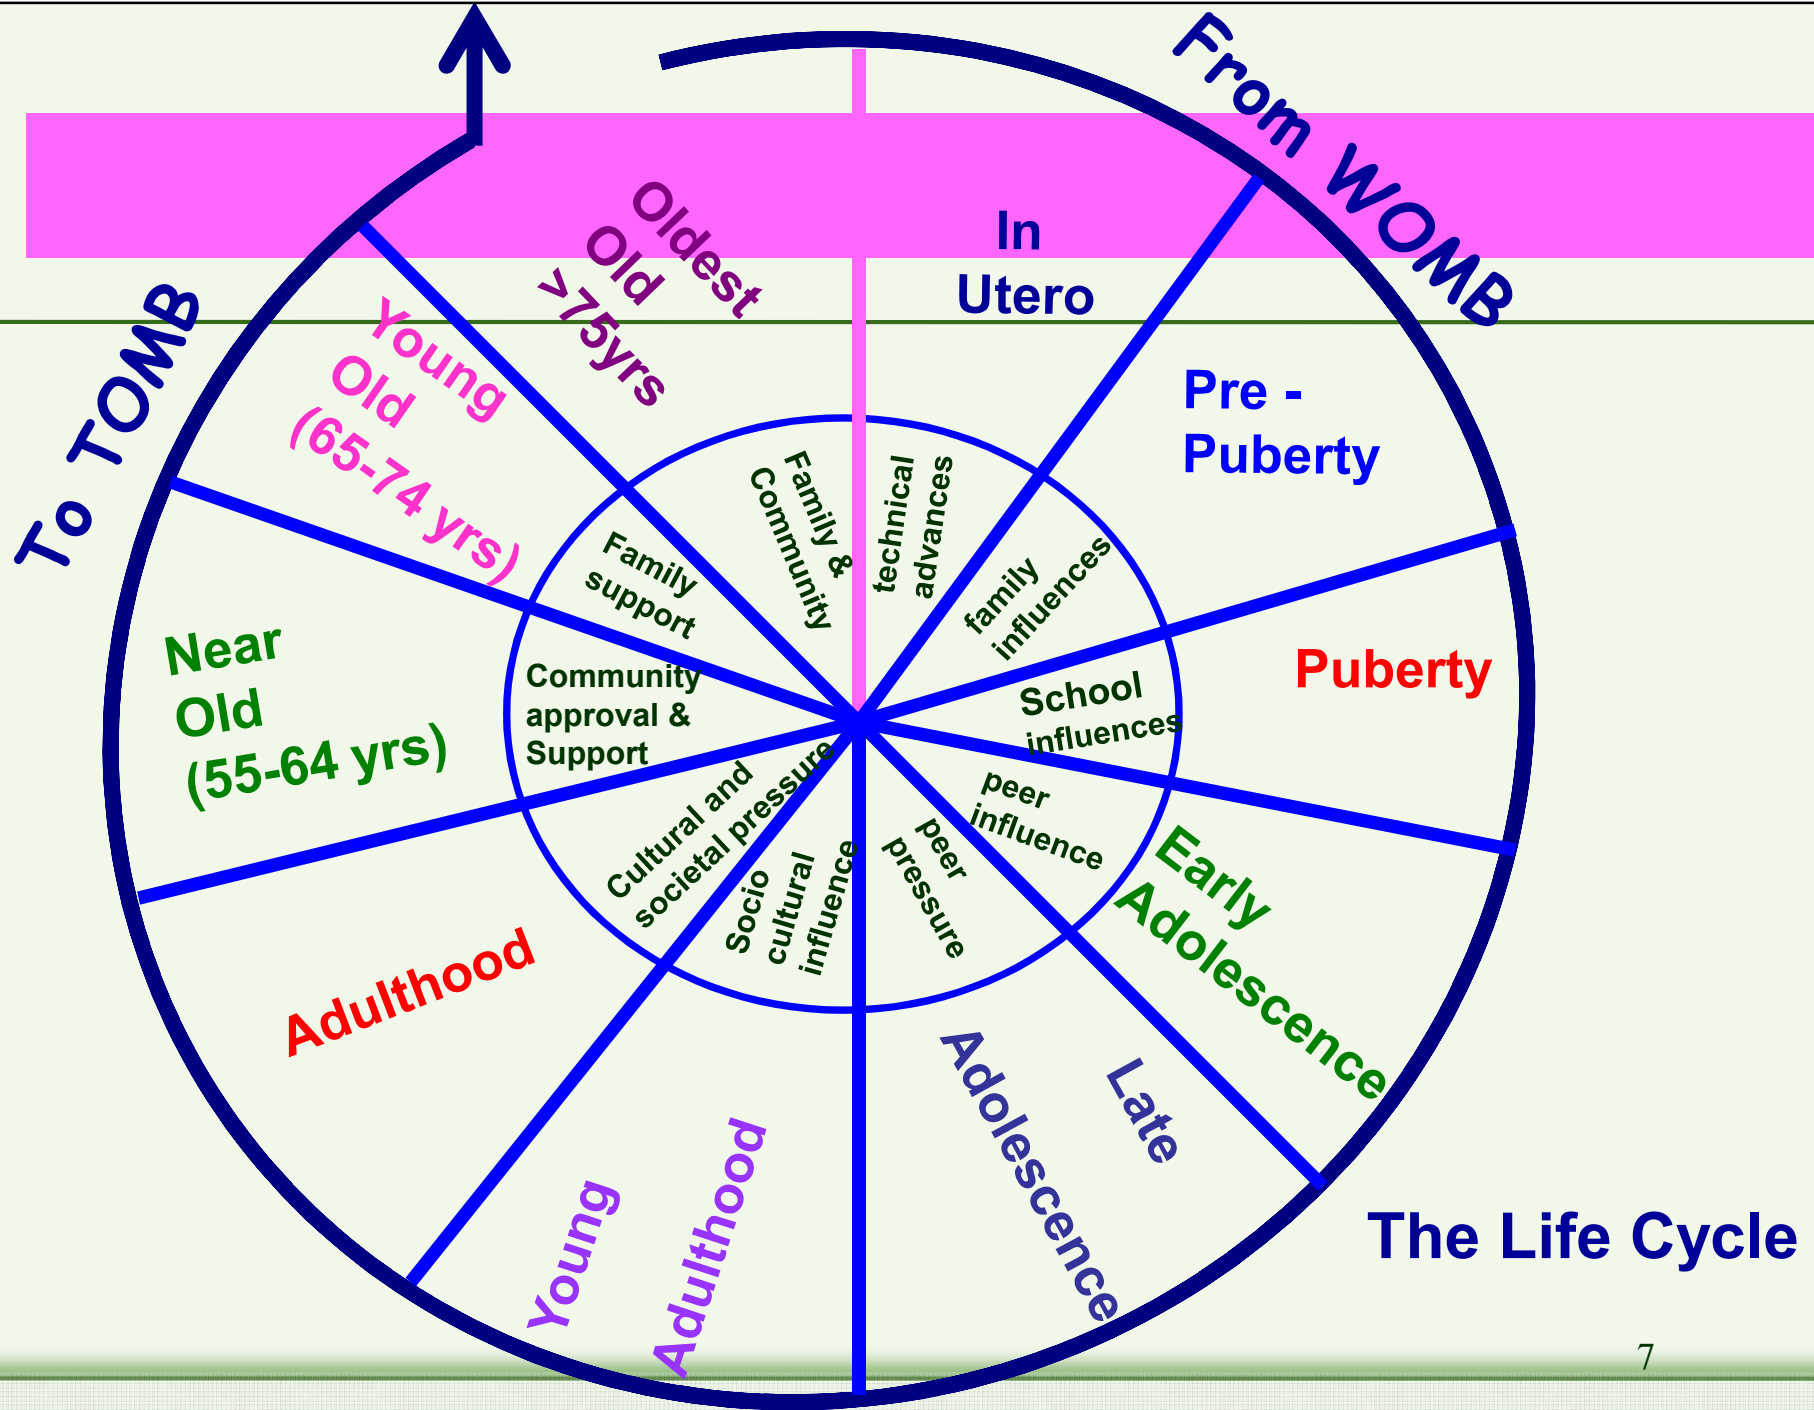 From WOMB
In
Utero
technical
advances
Pre -
Puberty
family
influences
Puberty
School
influences
Early
Adolescence
peer
influence
Late
Adolescence
peer
pressure
Young
Adulthood
Socio
cultural
influence
Adulthood
Cultural and
societal pressure
Near
Old
(55-64 yrs)
Community
approval &
Support
Young
Old
(65-74 yrs)
Family
support
Oldest
Old
>75yrs
Family &
Community
To TOMB
The Life Cycle
7